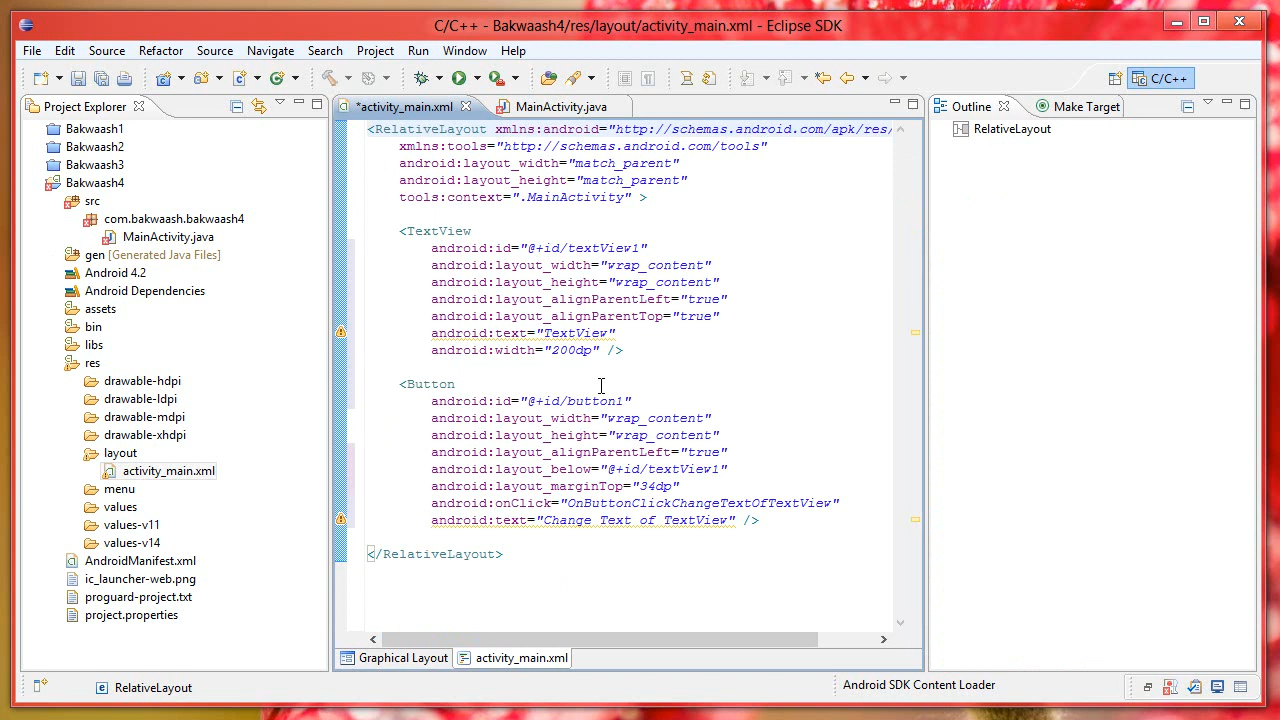 C/C++ - Bakwaash4/res/layout/activity_main.xml - Eclipse SDK
File Edit Source Refactor Source Navigate Search Project Run Window Help
C/C++
Project Explorer
*activity_main.xml
MainActivity.java
Outline
Make Target
Bakwaash1
Bakwaash2
Bakwaash3
Bakwaash4
src
com.bakwaash.bakwaash4
MainActivity.java
gen [Generated Java Files]
Android 4.2
Android Dependencies
assets
bin
libs
res
drawable-hdpi
drawable-ldpi
drawable-mdpi
drawable-xhdpi
layout
activity_main.xml
menu
values
values-v11
values-v14
AndroidManifest.xml
ic_launcher-web.png
proguard-project.txt
project.properties
<RelativeLayout xmlns:android="http://schemas.android.com/apk/res/
xmlns:tools="http://schemas.android.com/tools"
android:layout_width="match_parent"
android:layout_height="match_parent"
tools:context=".MainActivity" >
<TextView
android:id="@+id/textView1"
android:layout_width="wrap_content"
android:layout_height="wrap_content"
android:layout_alignParentLeft="true"
android:layout_alignParentTop="true"
android:text="TextView"
android:width="200dp" />
<Button
android:id="@+id/button1"
android:layout_width="wrap_content"
android:layout_height="wrap_content"
android:layout_alignParentLeft="true"
android:layout_below="@+id/textView1"
android:layout_marginTop="34dp"
android:onClick="OnButtonClickChangeTextOfTextView"
android:text="Change Text of TextView" />
</RelativeLayout>
Graphical Layout
activity_main.xml
RelativeLayout
RelativeLayout
Android SDK Content Loader